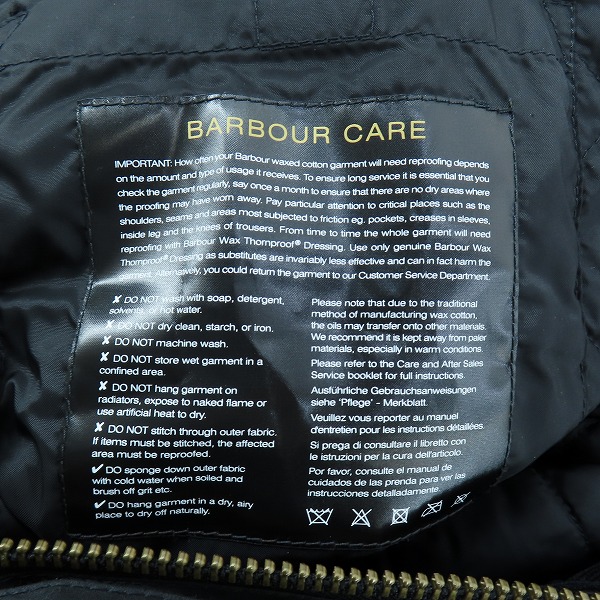 BARBOUR CARE
IMPORTANT: How often your Barbour waxed cotton garment will need reproofing depends
on the amount and type of usage it receives. To ensure long service it is essential that you
check the garment regularly, say once a month to ensure that there are no dry areas where
the proofing may have worn away. Pay particular attention to critical places such as the
shoulders, seams and areas most subjected to friction eg. pockets, creases in sleeves,
inside leg and the knees of trousers. From time to time the whole garment will need
reproofing with Barbour Wax Thornproof® Dressing. Use only genuine Barbour Wax
Thornproof® Dressing as substitutes are invariably less effective and can in fact harm the
garment. Alternatively, you could return the garment to our Customer Service Department.
✘ DO NOT wash with soap, detergent,
solvents, or hot water.
✘ DO NOT dry clean, starch, or iron.
✘ DO NOT machine wash.
✘ DO NOT store wet garment in a
confined area.
✘ DO NOT hang garment on
radiators, expose to naked flame or
use artificial heat to dry.
✘ DO NOT stitch through outer fabric.
If items must be stitched, the affected
area must be reproofed.
✔ DO sponge down outer fabric
with cold water when soiled and
brush off grit etc.
✔ DO hang garment in a dry, airy
place to dry off naturally.
Please note that due to the traditional
method of manufacturing wax cotton,
the oils may transfer onto other materials.
We recommend it is kept away from paler
materials, especially in warm conditions.
Please refer to the Care and After Sales
Service booklet for full instructions.
Ausführliche Gebrauchsanweisungen
siehe 'Pflege' - Merkblatt.
Veuillez vous reporter au manuel
d'entretien pour les instructions détaillées.
Si prega di consultare il libretto con
le istruzioni per la cura dell'articolo.
Por favor, consulte el manual de
cuidados de las prenda para ver las
instrucciones detalladamente.